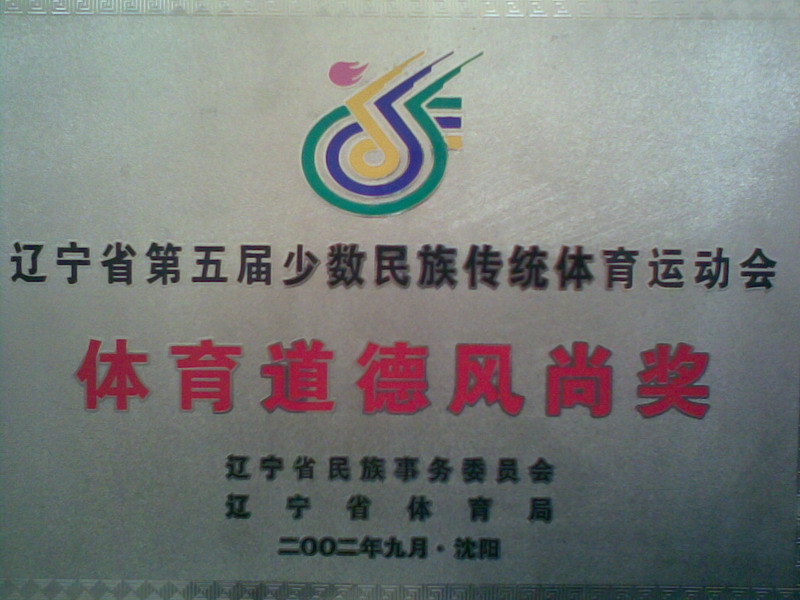 辽宁省第五届少数民族传统体育运动会
体育道德风尚奖
辽宁省民族事务委员会
辽宁省体育局
二〇〇二年九月·沈阳